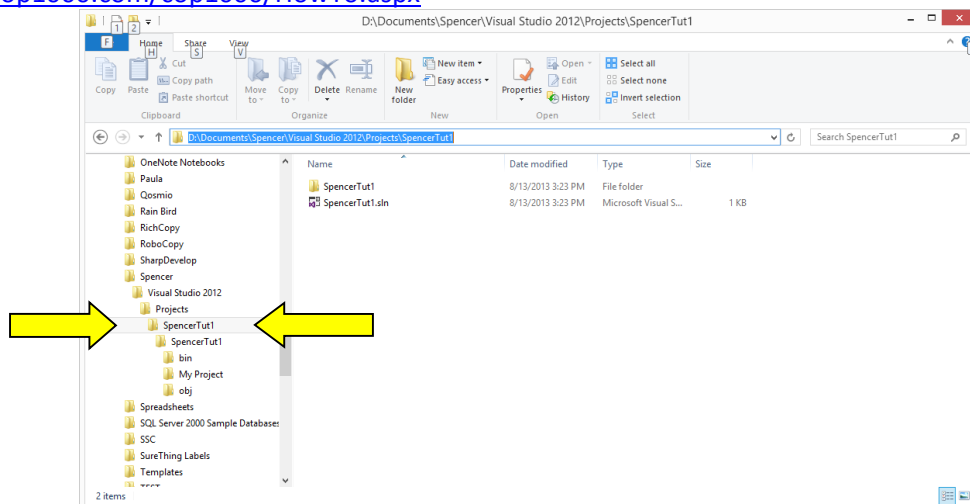 D:\Documents\Spencer\Visual Studio 2012\Projects\SpencerTut1
1 2
F Home Share View
H S V
Copy Paste Cut
Copy path
Paste shortcut
Move to Copy to Delete Rename New folder
New item
Easy access
Properties Open
Edit
History
Select all
Select none
Invert selection
Clipboard Organize New Open Select
D:\Documents\Spencer\Visual Studio 2012\Projects\SpencerTut1 Search SpencerTut1
OneNote Notebooks
Paula
Qosmio
Rain Bird
RichCopy
RoboCopy
SharpDevelop
Spencer
Visual Studio 2012
Projects
SpencerTut1
SpencerTut1
bin
My Project
obj
Spreadsheets
SQL Server 2000 Sample Databases
SSC
SureThing Labels
Templates
Name Date modified Type Size
SpencerTut1 8/13/2013 3:23 PM File folder
SpencerTut1.sln 8/13/2013 3:23 PM Microsoft Visual S... 1 KB
2 items